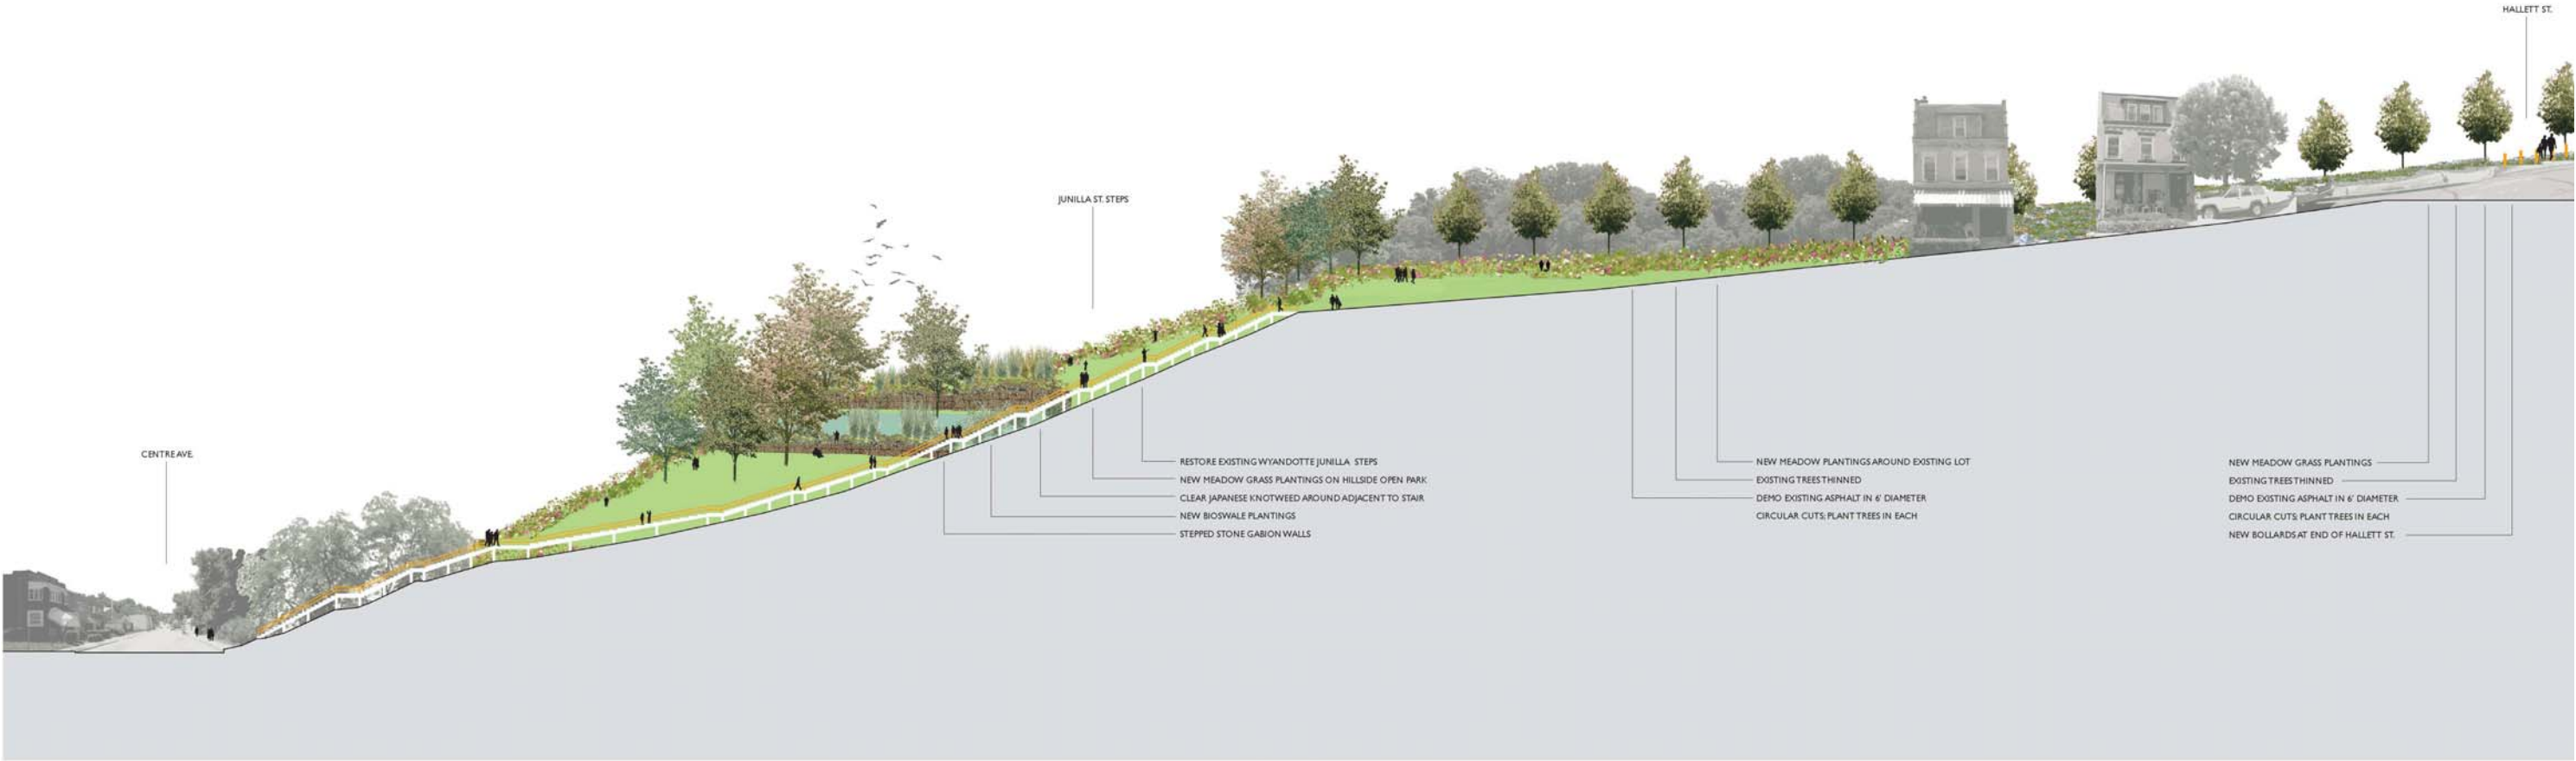 HALLETT ST.
JUNILLA ST. STEPS
CENTRE AVE.
RESTORE EXISTING WYANDOTTE JUNILLA STEPS
NEW MEADOW GRASS PLANTINGS ON HILLSIDE OPEN PARK
CLEAR JAPANESE KNOTWEED AROUND ADJACENT TO STAIR
NEW BIOSWALE PLANTINGS
STEPPED STONE GABION WALLS
NEW MEADOW PLANTINGS AROUND EXISTING LOT
EXISTING TREES THINNED
DEMO EXISTING ASPHALT IN 6' DIAMETER
CIRCULAR CUTS; PLANT TREES IN EACH
NEW MEADOW GRASS PLANTINGS
EXISTING TREES THINNED
DEMO EXISTING ASPHALT IN 6' DIAMETER
CIRCULAR CUTS; PLANT TREES IN EACH
NEW BOLLARDS AT END OF HALLETT ST.